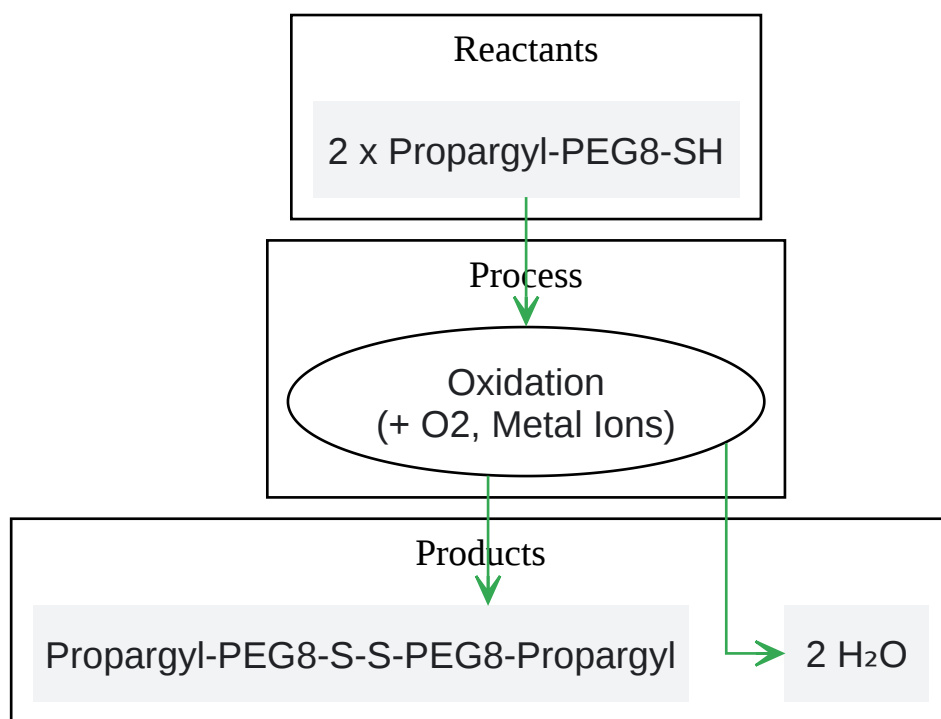 Reactants
2 x Propargyl-PEG8-SH
Process
Oxidation
(+ O2, Metal Ions)
Products
Propargyl-PEG8-S-S-PEG8-Propargyl
2 H₂O